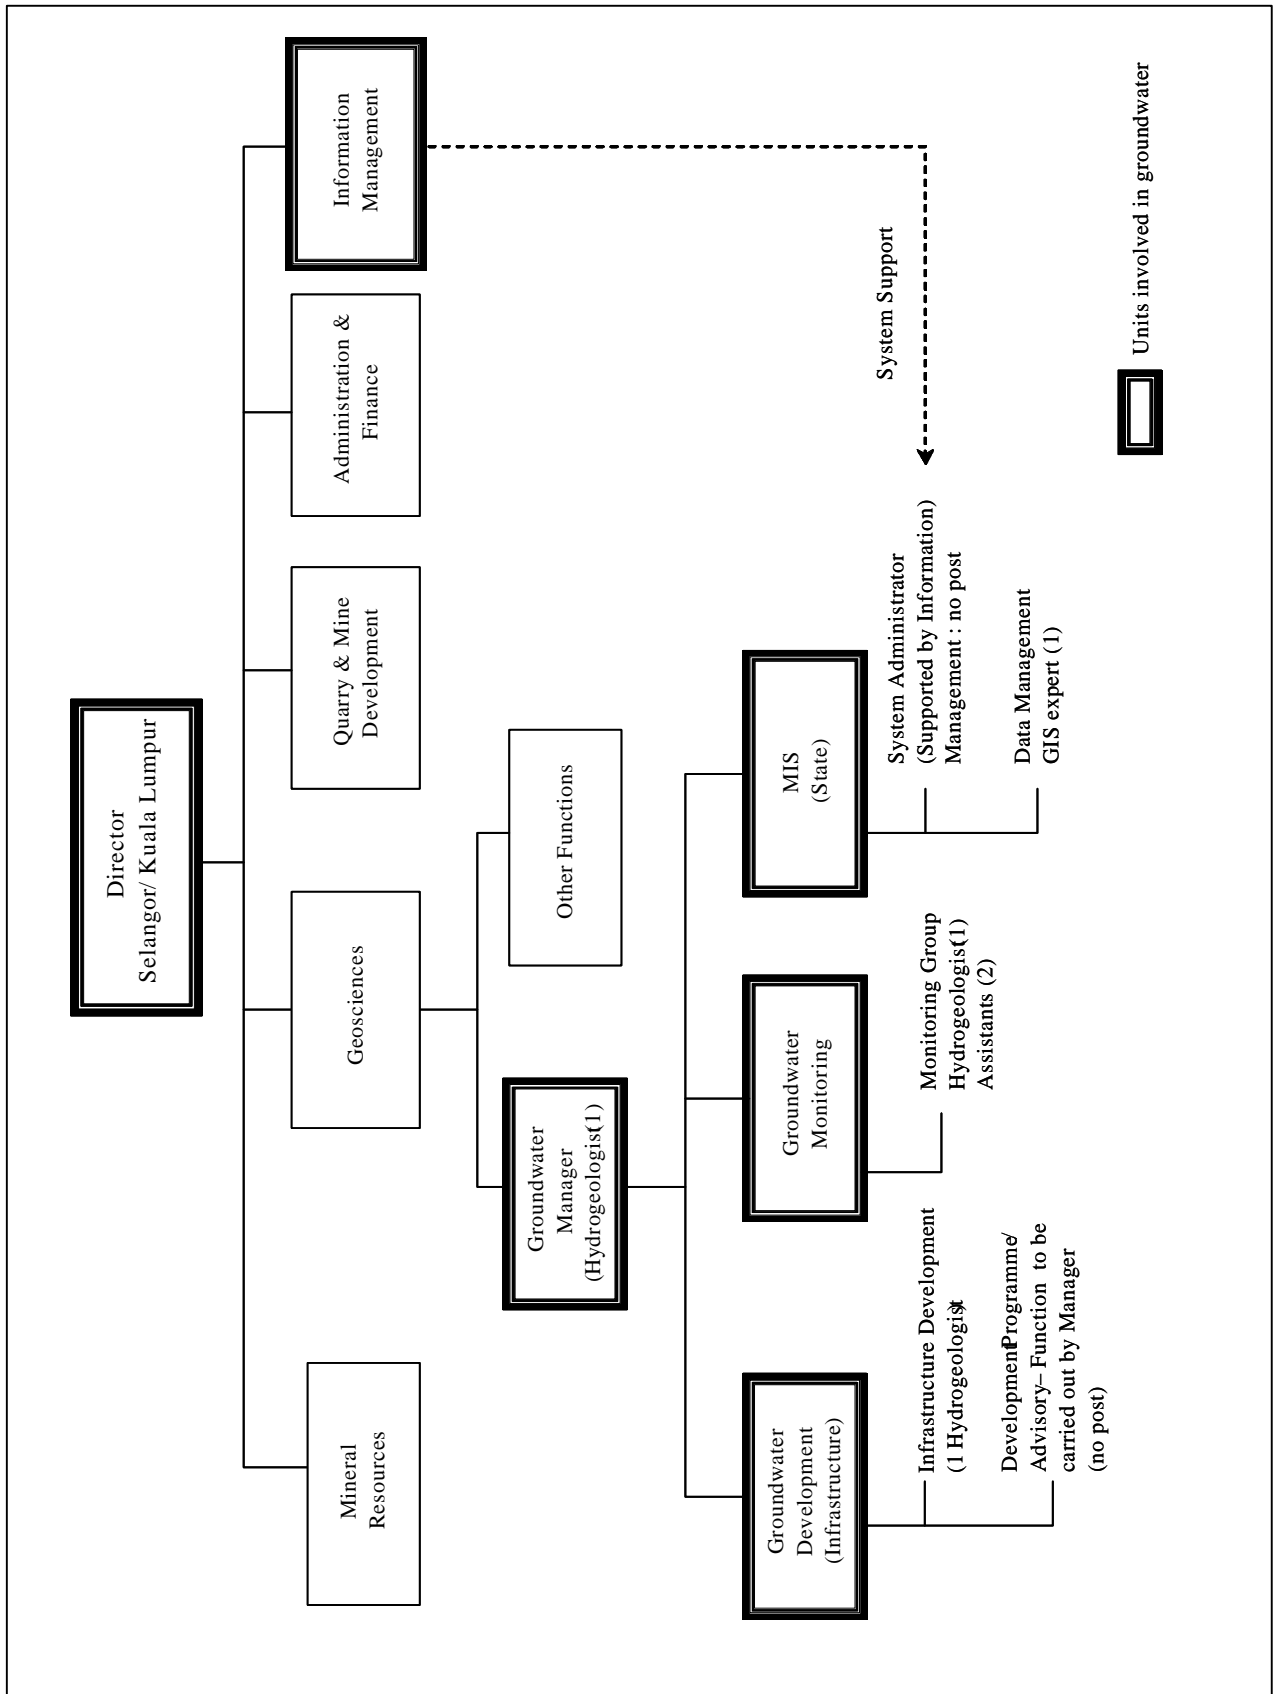 Director
Selangor/ Kuala Lumpur
Mineral
Resources
Geosciences
Quarry & Mine
Development
Administration &
Finance
Information
Management
Groundwater
Manager
(Hydrogeologist(1)
Other Functions
Groundwater
Development
(Infrastructure)
Groundwater
Monitoring
MIS
(State)
System Support
Infrastructure Development
(1 Hydrogeologist)
Development Programme/
Advisory– Function to be
carried out by Manager
(no post)
Monitoring Group
Hydrogeologist(1)
Assistants (2)
System Administrator
(Supported by Information)
Management : no post
Data Management
GIS expert (1)
Units involved in groundwater